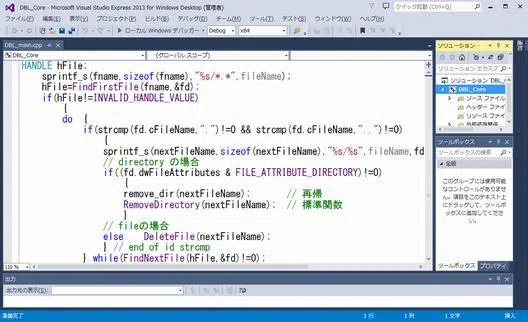 DBL_Core - Microsoft Visual Studio Express 2013 for Windows Desktop (管理者)
クイック起動 (Ctrl+Q)
ファイル(F) 編集(E) 表示(V) プロジェクト(P) ビルド(B) デバッグ(D) チーム(M) ツール(T) テスト(S) ウィンドウ(W) ヘルプ(H)
ローカル Windows デバッガー Debug x64
DBL_main.cpp
DBL_Core
(グローバル スコープ)
HANDLE hFile;
sprintf_s(fname,sizeof(fname),"%s/*.*",fileName);
hFile=FindFirstFile(fname,&fd);
if(hFile!=INVALID_HANDLE_VALUE)
{
do {
if(strcmp(fd.cFileName,".")!=0 && strcmp(fd.cFileName,"..")!=0)
{
sprintf_s(nextFileName,sizeof(nextFileName),"%s/%s",fileName,fd
// directory の場合
if((fd.dwFileAttributes & FILE_ATTRIBUTE_DIRECTORY)!=0)
{
remove_dir(nextFileName); // 再帰
RemoveDirectory(nextFileName); // 標準関数
}
// fileの場合
else DeleteFile(nextFileName);
} // end of id strcmp
} while(FindNextFile(hFile,&fd)!=0);
110 %
ソリューション
ソリューション エクスプ
ソリューション 'DBL_
DBL_Core
ソース ファイル
ヘッダー ファイル
リソース ファイル
外部依存関係
ツールボックス
ツールボックスの検索
全般
このグループには使用可能なコントロールがありません。項目をこのテキスト上にドラッグして、ツールボックスに追加してください。
ツールボックス プロパティ
出力
出力元の表示(S):
準備完了
1 行 1 列 1 文字 挿入